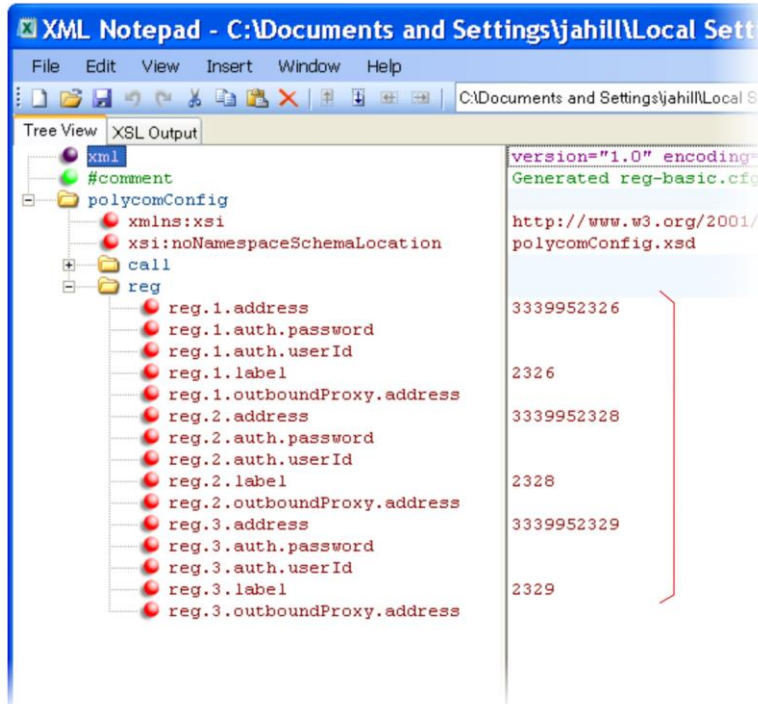 XML Notepad - C:\Documents and Settings\jahill\Local Sett
File Edit View Insert Window Help
C:\Documents and Settings\jahill\Local S
Tree View XSL Output
xml version="1.0" encoding=
#comment Generated reg-basic.cfg
polycomConfig
xmlns:xsi http://www.w3.org/2001/
xsi:noNamespaceSchemaLocation polycomConfig.xsd
call
reg
reg.1.address 3339952326
reg.1.auth.password
reg.1.auth.userId
reg.1.label 2326
reg.1.outboundProxy.address
reg.2.address 3339952328
reg.2.auth.password
reg.2.auth.userId
reg.2.label 2328
reg.2.outboundProxy.address
reg.3.address 3339952329
reg.3.auth.password
reg.3.auth.userId
reg.3.label 2329
reg.3.outboundProxy.address